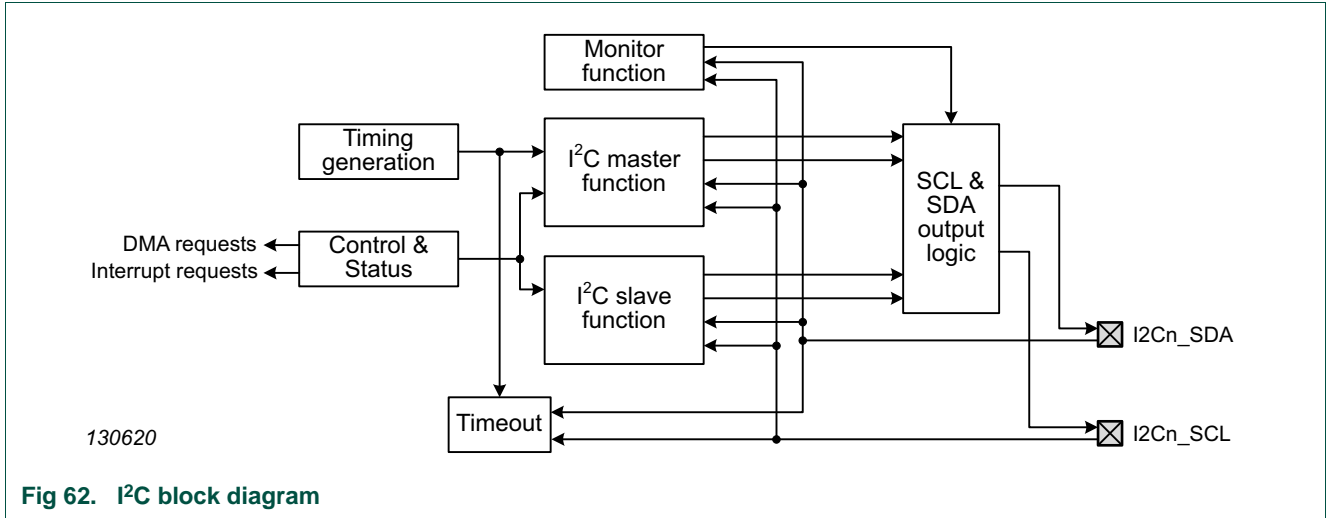 Monitor
function
Timing
generation
I²C master
function
SCL &
SDA
output
logic
DMA requests
Interrupt requests
Control &
Status
I²C slave
function
I2Cn_SDA
Timeout
I2Cn_SCL
130620
Fig 62. I²C block diagram